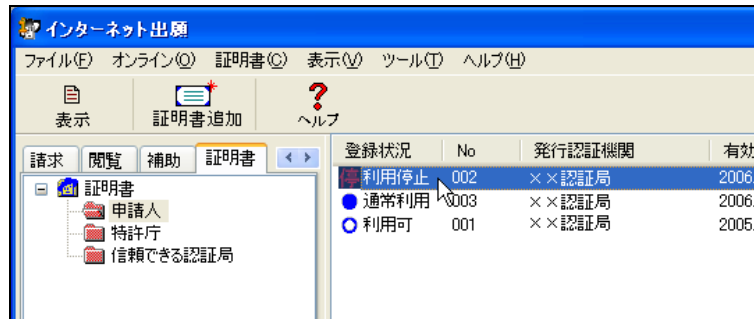 インターネット出願
ファイル(F) オンライン(O) 証明書(C) 表示(V) ツール(T) ヘルプ(H)
表示 証明書追加 ヘルプ
請求 閲覧 補助 証明書
証明書
申請人
特許庁
信頼できる認証局
登録状況 No 発行認証機関 有効
停 利用停止 002 ××認証局 2006.
通常利用 003 ××認証局 2006.
利用可 001 ××認証局 2005.